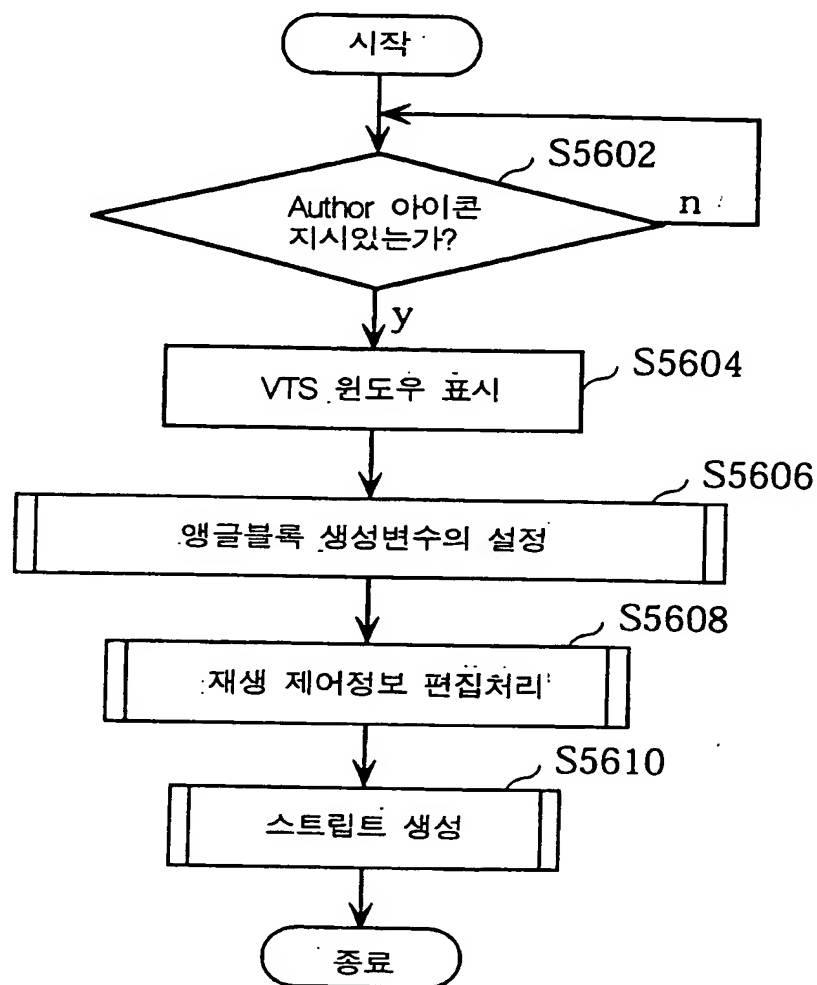 시작
S5602
Author 아이콘
지시있는가?
n
y
S5604
VTS 윈도우 표시
S5606
앵글블록 생성변수의 설정
S5608
재생 제어정보 편집처리
S5610
스트립트 생성
종료